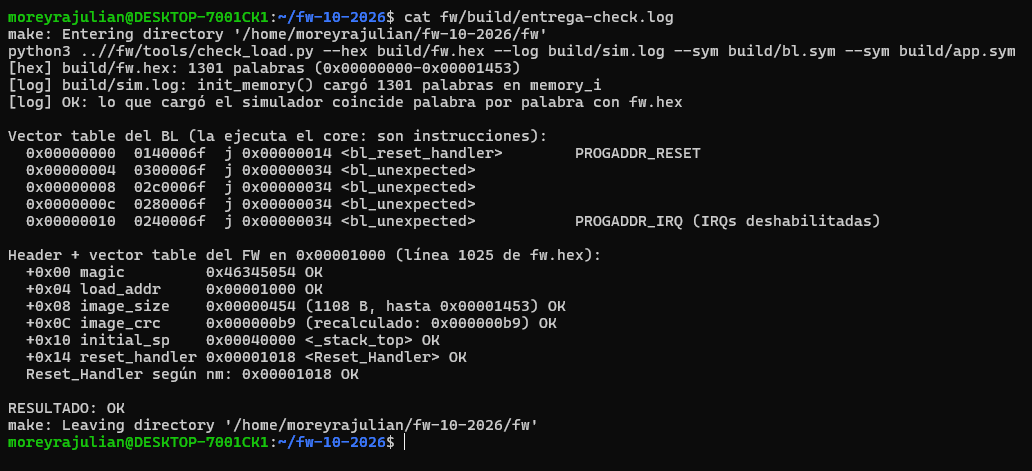 moreyrajulian@DESKTOP-7001CK1:~/fw-10-2026$ cat fw/build/entrega-check.log
make: Entering directory '/home/moreyrajulian/fw-10-2026/fw'
python3 ..//fw/tools/check_load.py --hex build/fw.hex --log build/sim.log --sym build/bl.sym --sym build/app.sym
[hex] build/fw.hex: 1301 palabras (0x00000000-0x00001453)
[log] build/sim.log: init_memory() cargó 1301 palabras en memory_i
[log] OK: lo que cargó el simulador coincide palabra por palabra con fw.hex
Vector table del BL (la ejecuta el core: son instrucciones):
0x00000000 0140006f j 0x00000014 <bl_reset_handler> PROGADDR_RESET
0x00000004 0300006f j 0x00000034 <bl_unexpected>
0x00000008 02c0006f j 0x00000034 <bl_unexpected>
0x0000000c 0280006f j 0x00000034 <bl_unexpected>
0x00000010 0240006f j 0x00000034 <bl_unexpected> PROGADDR_IRQ (IRQs deshabilitadas)
Header + vector table del FW en 0x00001000 (línea 1025 de fw.hex):
+0x00 magic 0x46345054 OK
+0x04 load_addr 0x00001000 OK
+0x08 image_size 0x00000454 (1108 B, hasta 0x00001453) OK
+0x0C image_crc 0x000000b9 (recalculado: 0x000000b9) OK
+0x10 initial_sp 0x00040000 <_stack_top> OK
+0x14 reset_handler 0x00001018 <Reset_Handler> OK
Reset_Handler según nm: 0x00001018 OK
RESULTADO: OK
make: Leaving directory '/home/moreyrajulian/fw-10-2026/fw'
moreyrajulian@DESKTOP-7001CK1:~/fw-10-2026$